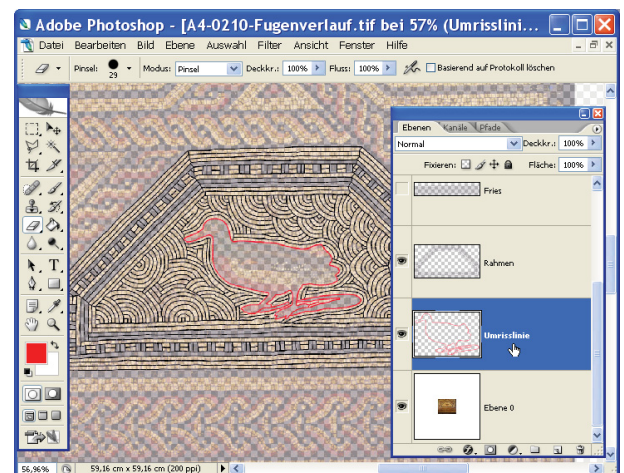 Adobe Photoshop - [A4-0210-Fugenverlauf.tif bei 57% (Umrisslini...
Datei Bearbeiten Bild Ebene Auswahl Filter Ansicht Fenster Hilfe
Pinsel: 29 Modus: Pinsel Deckkr.: 100% Fluss: 100% Basierend auf Protokoll löschen
Ebenen Kanäle Pfade
Normal Deckkr.: 100%
Fixieren: Fläche: 100%
Fries
Rahmen
Umrisslinie
Ebene 0
56,96% 59,16 cm x 59,16 cm (200 ppi)